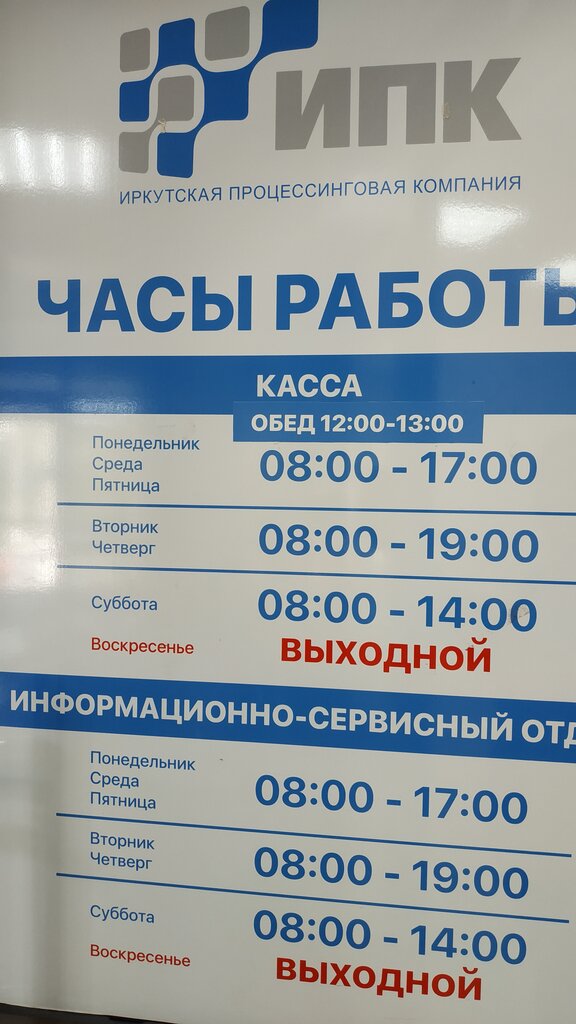 ИПК
ИРКУТСКАЯ ПРОЦЕССИНГОВАЯ КОМПАНИЯ
ЧАСЫ РАБОТЫ
КАССА
ОБЕД 12:00-13:00
Понедельник
Среда
Пятница
08:00 - 17:00
Вторник
Четверг
08:00 - 19:00
Суббота
08:00 - 14:00
Воскресенье
ВЫХОДНОЙ
ИНФОРМАЦИОННО-СЕРВИСНЫЙ ОТД
Понедельник
Среда
Пятница
08:00 - 17:00
Вторник
Четверг
08:00 - 19:00
Суббота
08:00 - 14:00
Воскресенье
ВЫХОДНОЙ